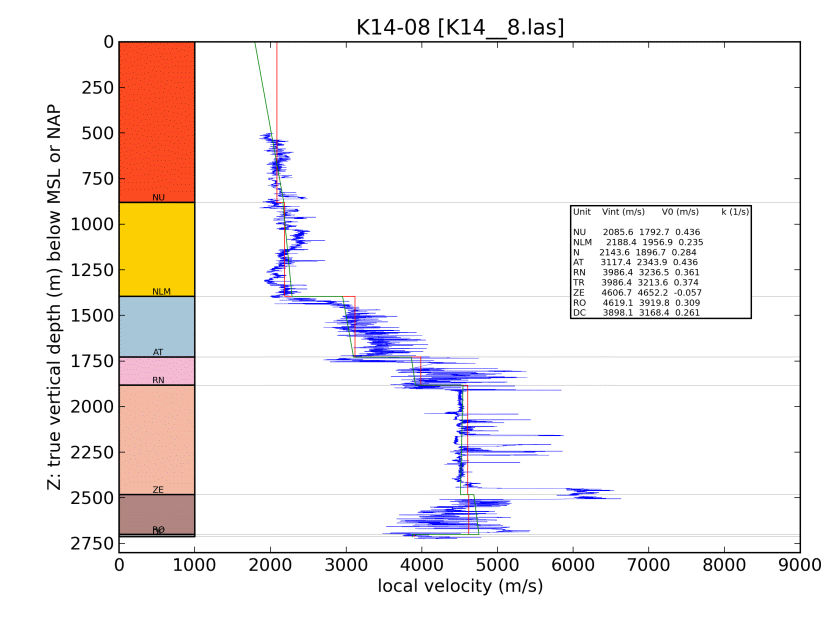 K14-08 [K14__8.las]
0
250
500
750
1000
1250
1500
1750
2000
2250
2500
2750
Z: true vertical depth (m) below MSL or NAP
NU
NLM
AT
RN
ZE
RO
Unit Vint (m/s) V0 (m/s) k (1/s)
NU 2085.6 1792.7 0.436
NLM 2188.4 1956.9 0.235
N 2143.6 1896.7 0.284
AT 3117.4 2343.9 0.436
RN 3986.4 3236.5 0.361
TR 3986.4 3213.6 0.374
ZE 4606.7 4652.2 -0.057
RO 4619.1 3919.8 0.309
DC 3898.1 3168.4 0.261
0 1000 2000 3000 4000 5000 6000 7000 8000 9000
local velocity (m/s)